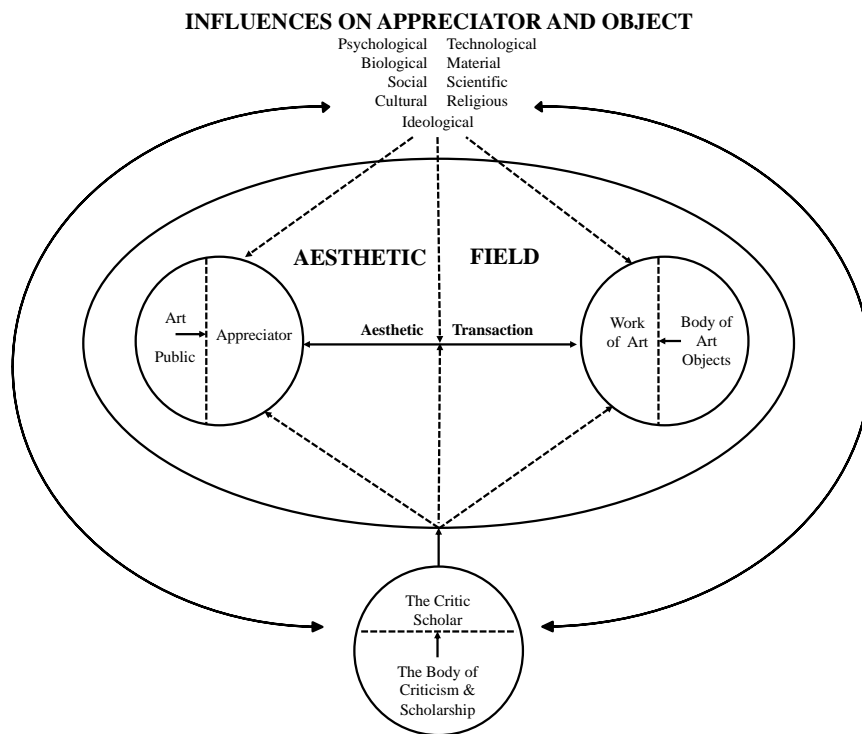 INFLUENCES ON APPRECIATOR AND OBJECT
Psychological Technological
Biological Material
Social Scientific
Cultural Religious
Ideological
AESTHETIC FIELD
Aesthetic Transaction
Art
Public
Appreciator
Work
of Art
Body of
Art
Objects
The Critic
Scholar
The Body of
Criticism &
Scholarship